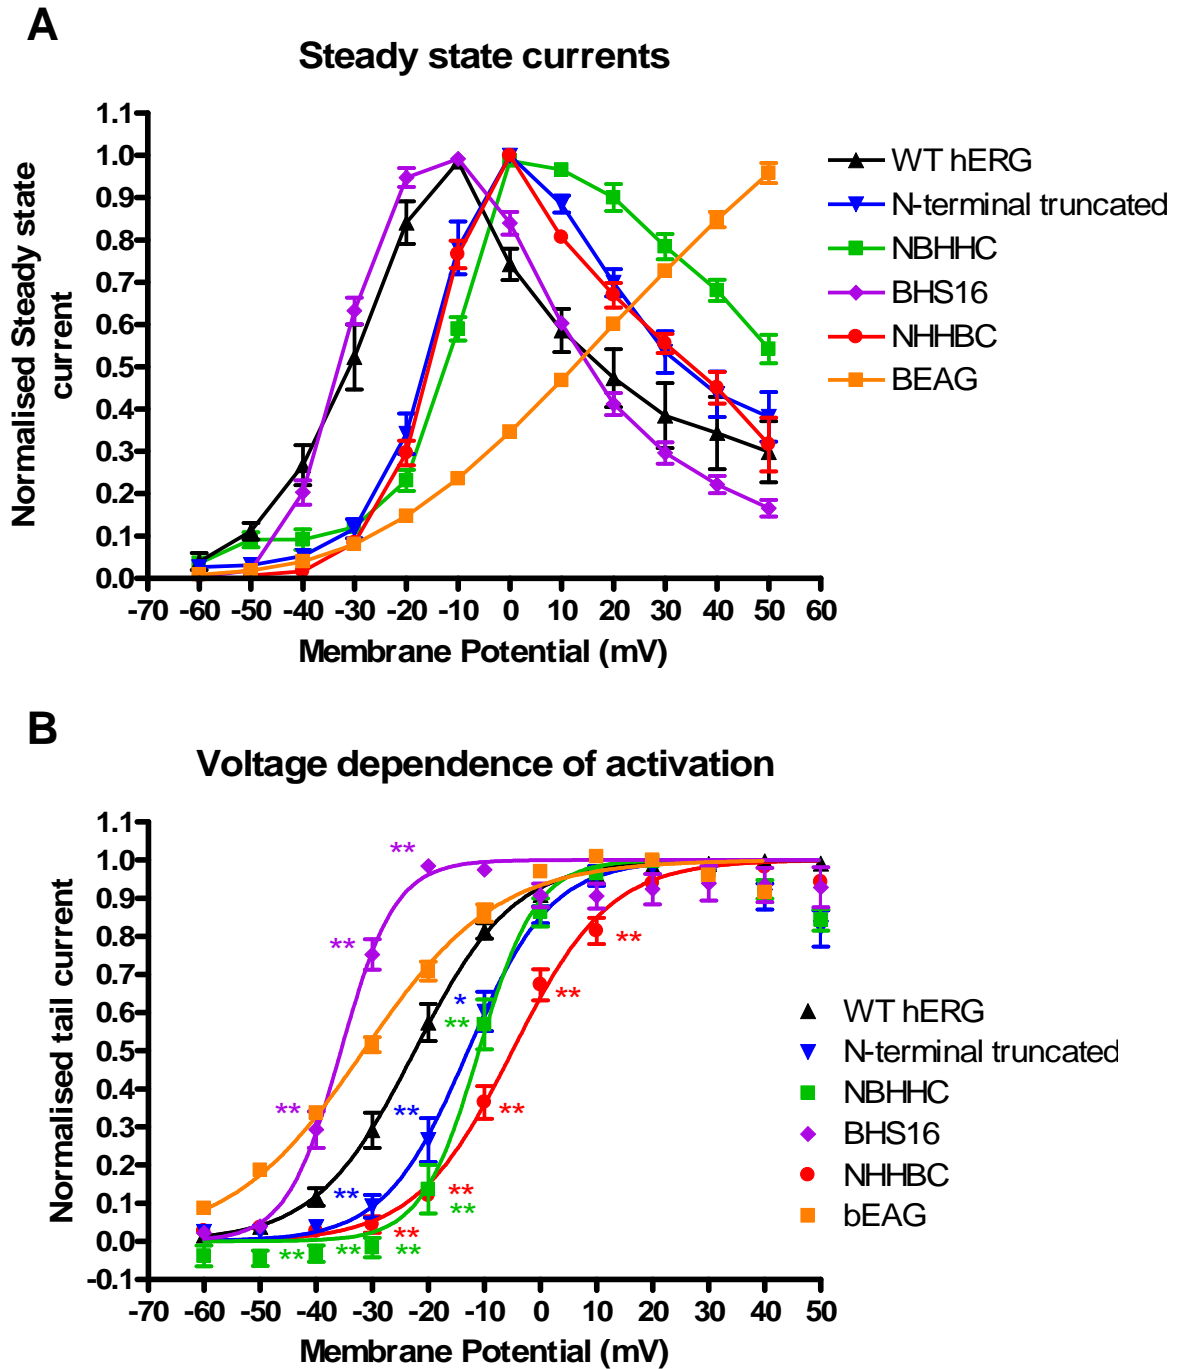 A
Steady state currents
Normalised Steady state
current
1.1
1.0
0.9
0.8
0.7
0.6
0.5
0.4
0.3
0.2
0.1
0.0
-70 -60 -50 -40 -30 -20 -10 0 10 20 30 40 50 60
Membrane Potential (mV)
WT hERG
N-terminal truncated
NBHHC
BHS16
NHHBC
BEAG
B
Voltage dependence of activation
Normalised tail current
1.1
1.0
0.9
0.8
0.7
0.6
0.5
0.4
0.3
0.2
0.1
0.0
-0.1
**
**
**
*
**
**
**
**
**
**
**
**
**
**
**
**
-70 -60 -50 -40 -30 -20 -10 0 10 20 30 40 50
Membrane Potential (mV)
WT hERG
N-terminal truncated
NBHHC
BHS16
NHHBC
bEAG